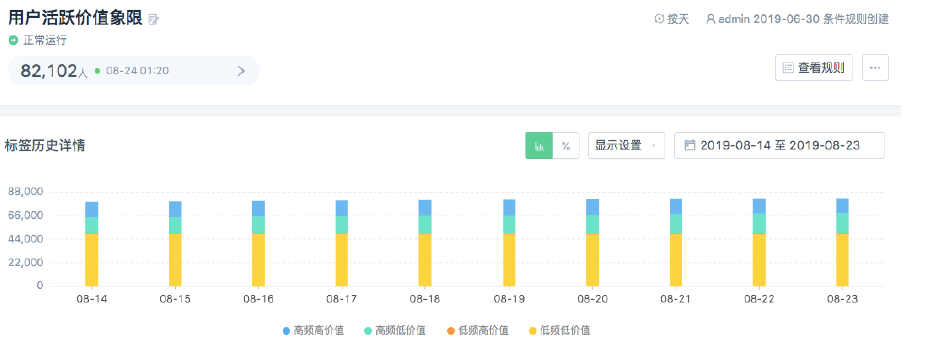 用户活跃价值象限
按天 admin 2019-06-30 条件规则创建
正常运行
82,102人 08-24 01:20
查看规则 ...
标签历史详情 % 显示设置 2019-08-14 至 2019-08-23
88,000
66,000
44,000
22,000
0
08-14 08-15 08-16 08-17 08-18 08-19 08-20 08-21 08-22 08-23
高频高价值 高频低价值 低频高价值 低频低价值